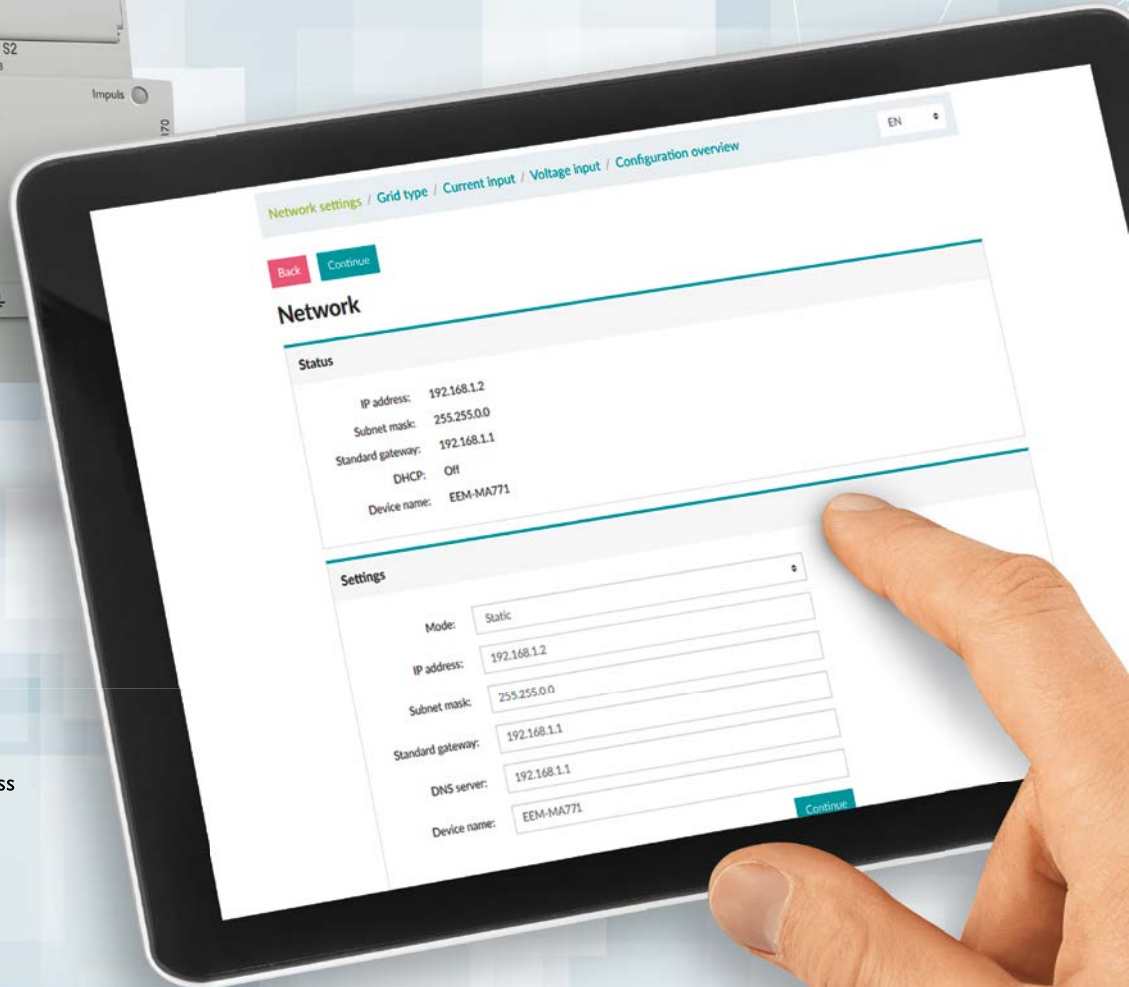 S2
Impuls
370
EN
Network settings / Grid type / Current input / Voltage input / Configuration overview
Back Continue
Network
Status
IP address: 192.168.1.2
Subnet mask: 255.255.0.0
Standard gateway: 192.168.1.1
DHCP: Off
Device name: EEM-MA771
Settings
Mode: Static
IP address: 192.168.1.2
Subnet mask: 255.255.0.0
Standard gateway: 192.168.1.1
DNS server: 192.168.1.1
Device name: EEM-MA771
Continue
ss